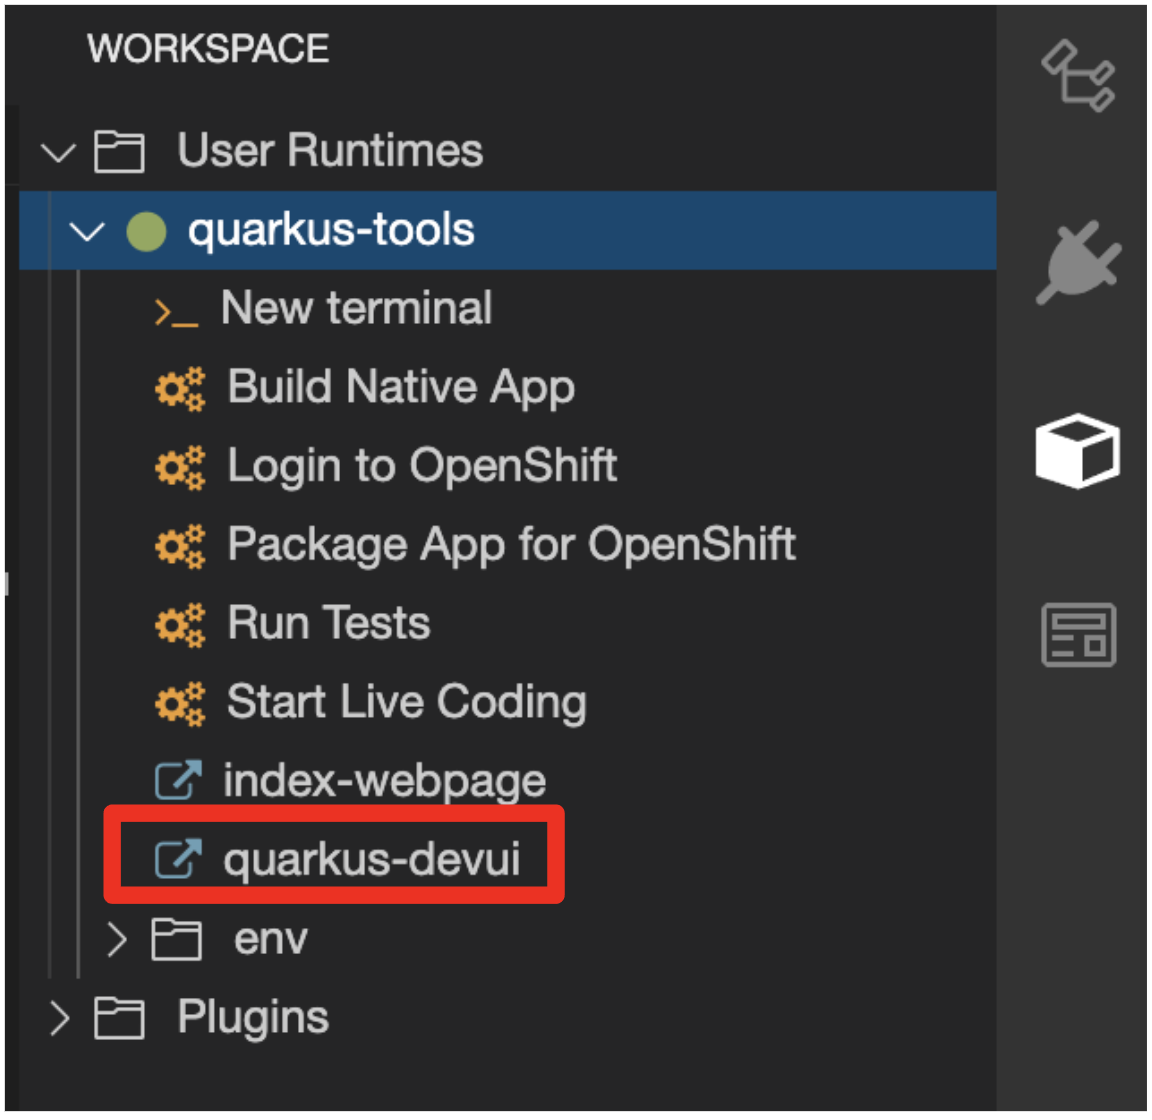 WORKSPACE
User Runtimes
quarkus-tools
New terminal
Build Native App
Login to OpenShift
Package App for OpenShift
Run Tests
Start Live Coding
index-webpage
quarkus-devui
env
Plugins